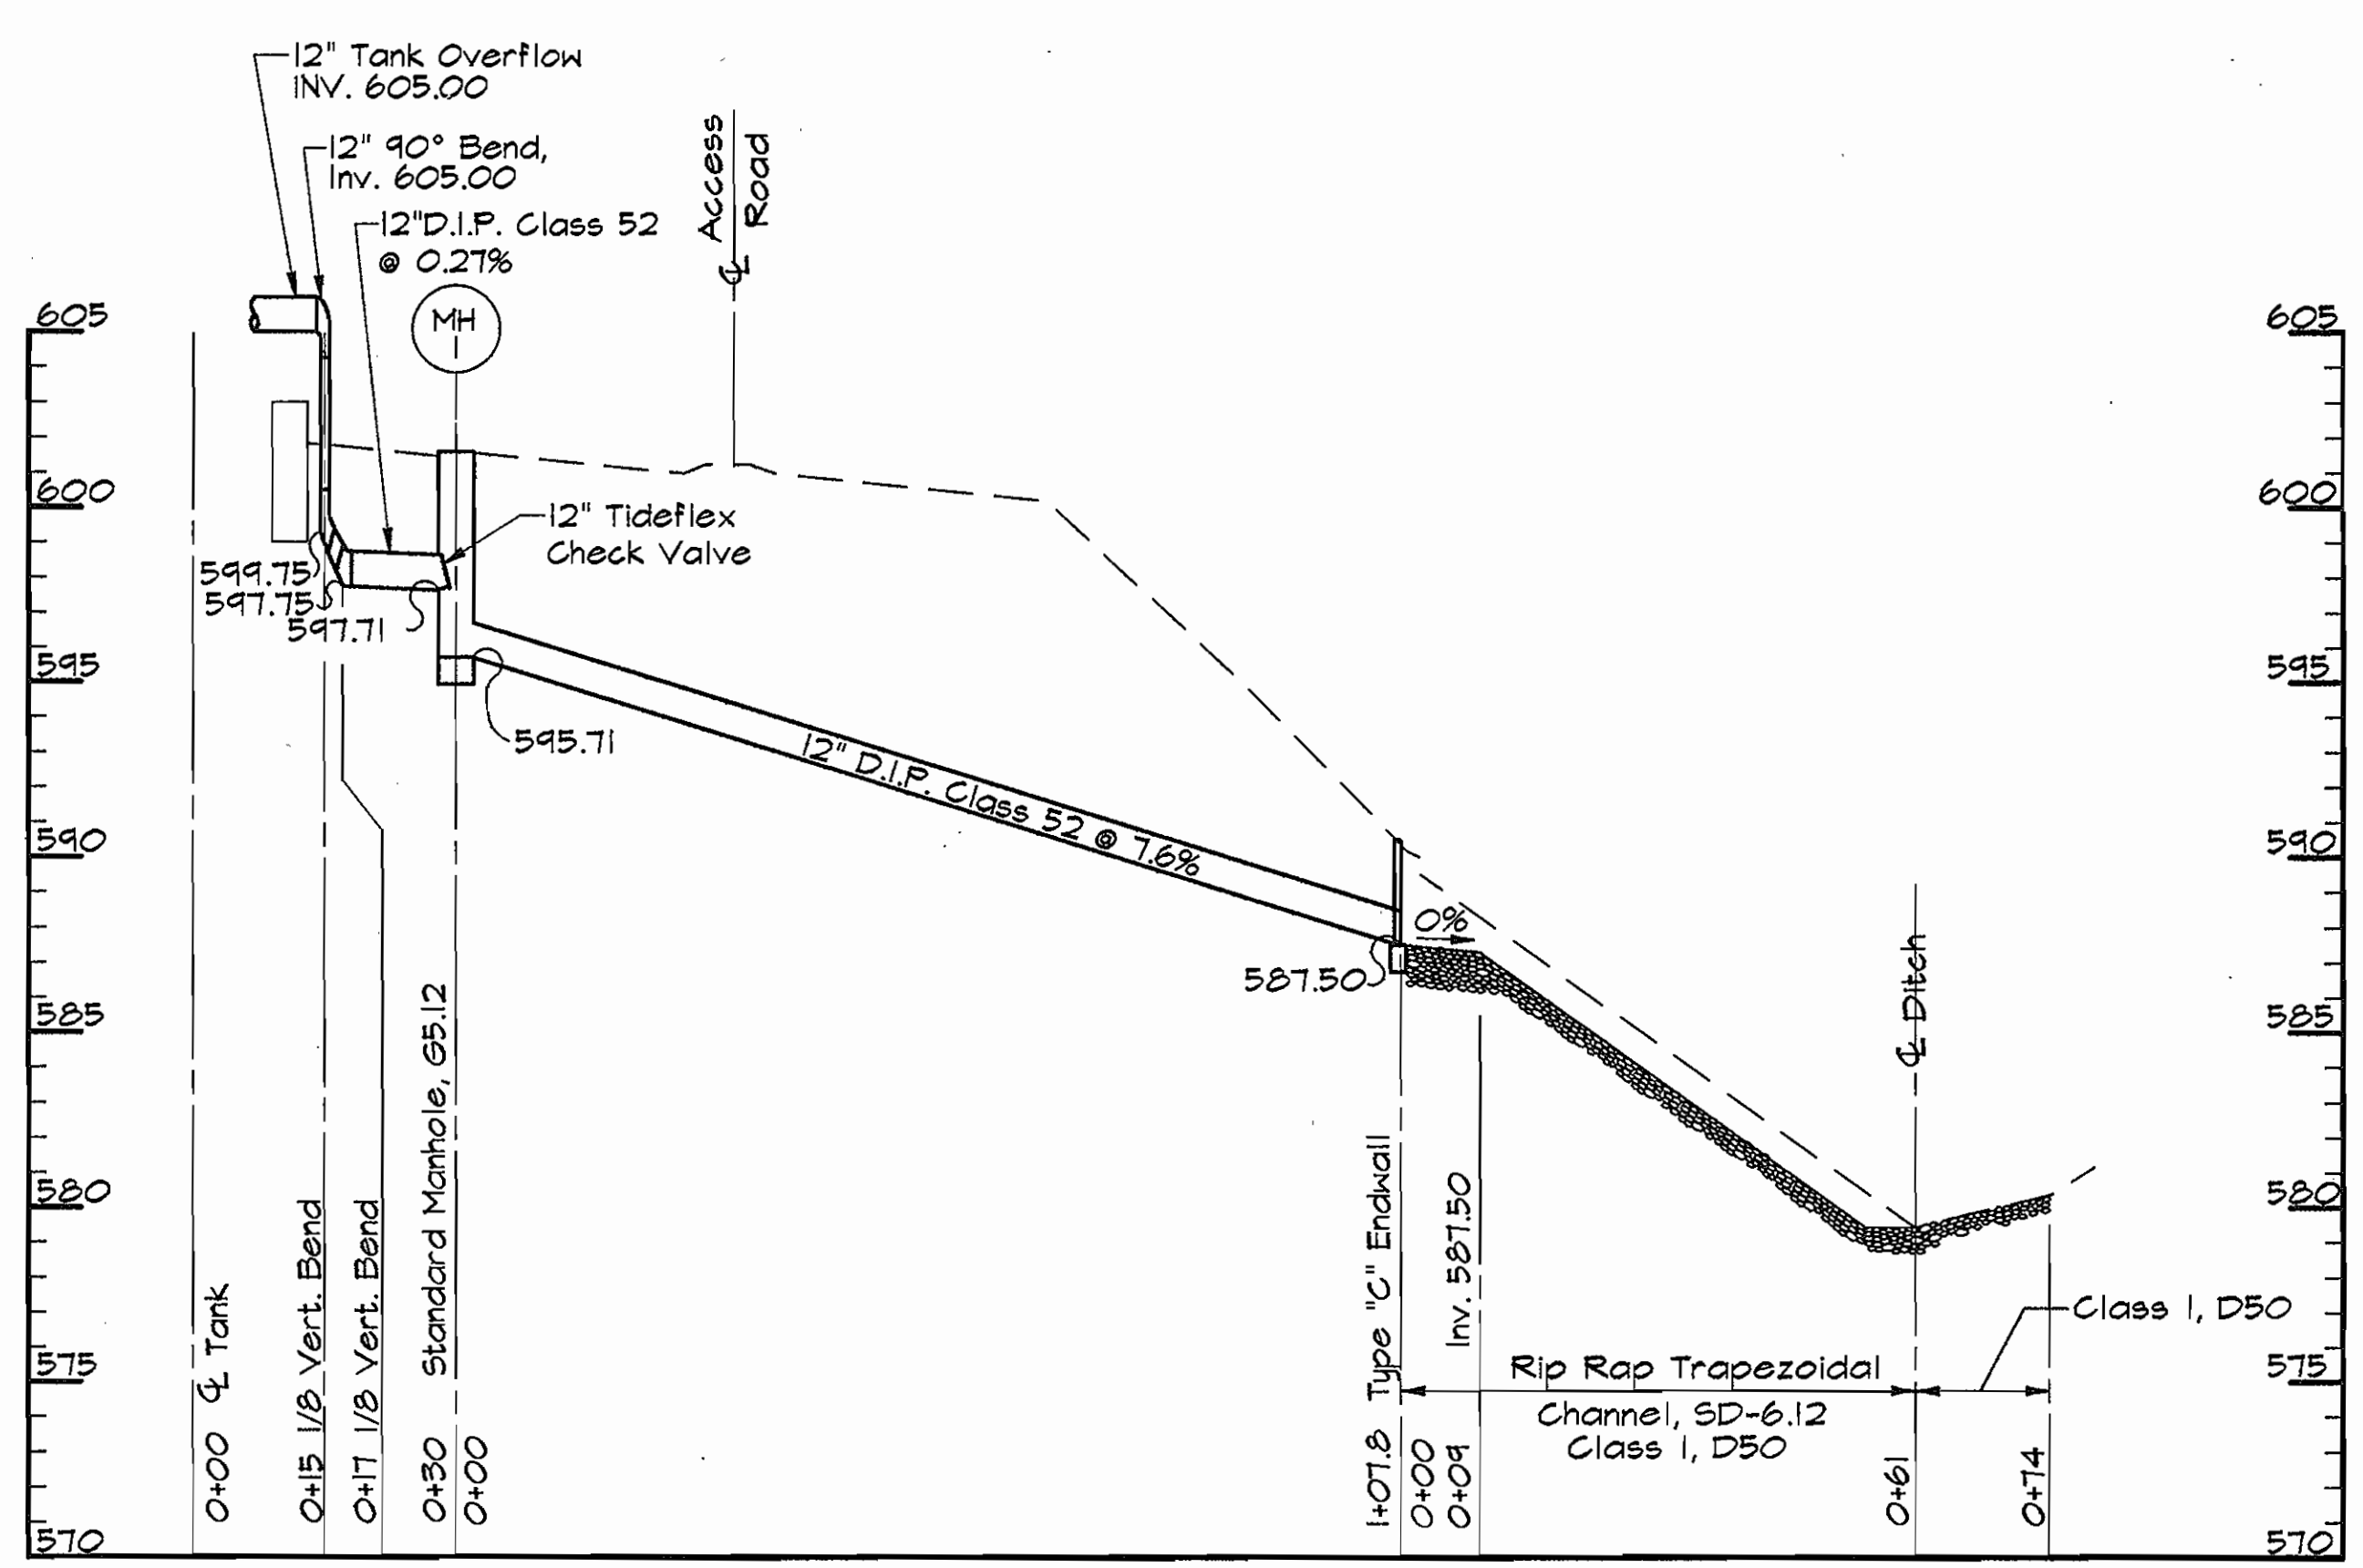 12" Tank Overflow
INV. 605.00
12" 90° Bend,
Inv. 605.00
12"D.I.P. Class 52
@ 0.27%
MH
℄ Access
Road
605
600
595
590
585
580
575
570
605
600
595
590
585
580
575
570
12" Tideflex
Check Valve
599.75
597.75
597.71
595.71
12" D.I.P. Class 52 @ 7.6%
0%
587.50
℄ Ditch
Class 1, D50
Rip Rap Trapezoidal
Channel, SD-6.12
Class 1, D50
0+00 ℄ Tank
0+15 1/8 Vert. Bend
0+17 1/8 Vert. Bend
0+30 Standard Manhole, G5.12
0+00
1+07.8 Type "C" Endwall
0+00
0+09 Inv. 587.50
0+61
0+74